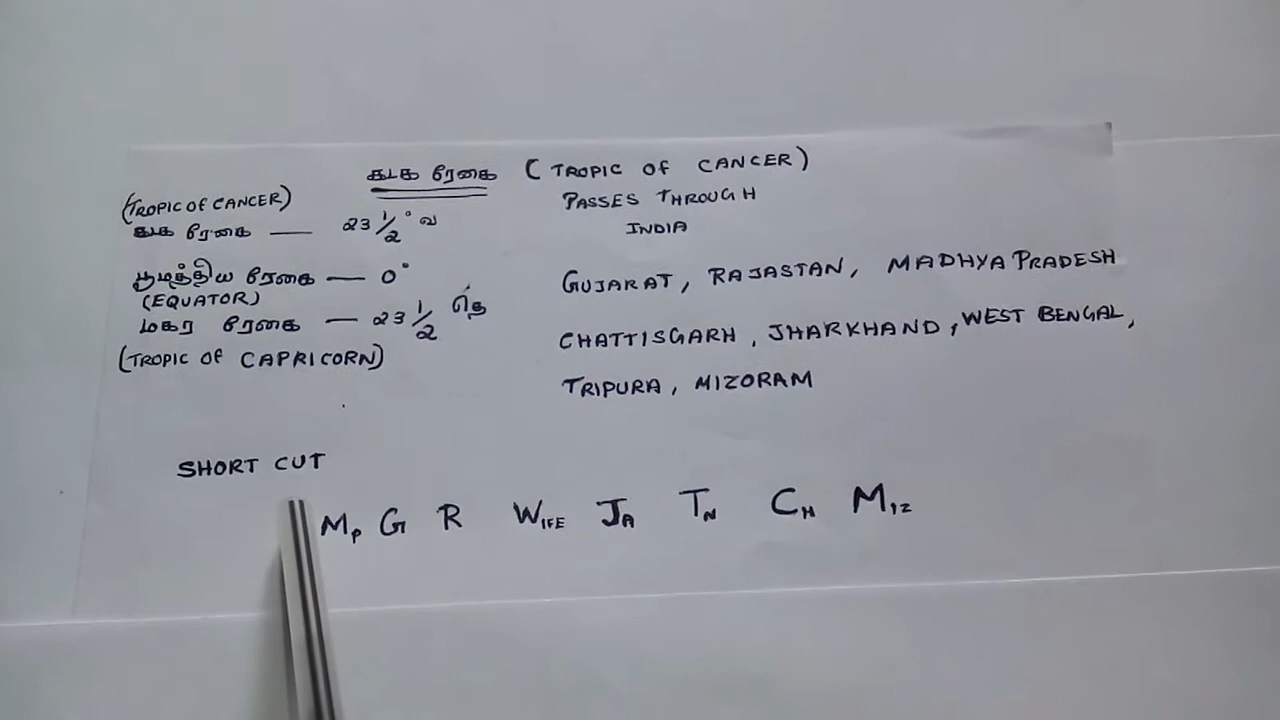 கடக ரேகை (TROPIC OF CANCER)
(TROPIC OF CANCER)
கடக ரேகை — 23 1/2° வ
பூமத்திய ரேகை — 0°
(EQUATOR)
மகர ரேகை — 23 1/2 தெ
(TROPIC OF CAPRICORN)
PASSES THROUGH
INDIA
GUJARAT, RAJASTAN, MADHYA PRADESH
CHATTISGARH, JHARKHAND, WEST BENGAL,
TRIPURA, MIZORAM
SHORT CUT
MP G R WIFE JA TN CH MIZ